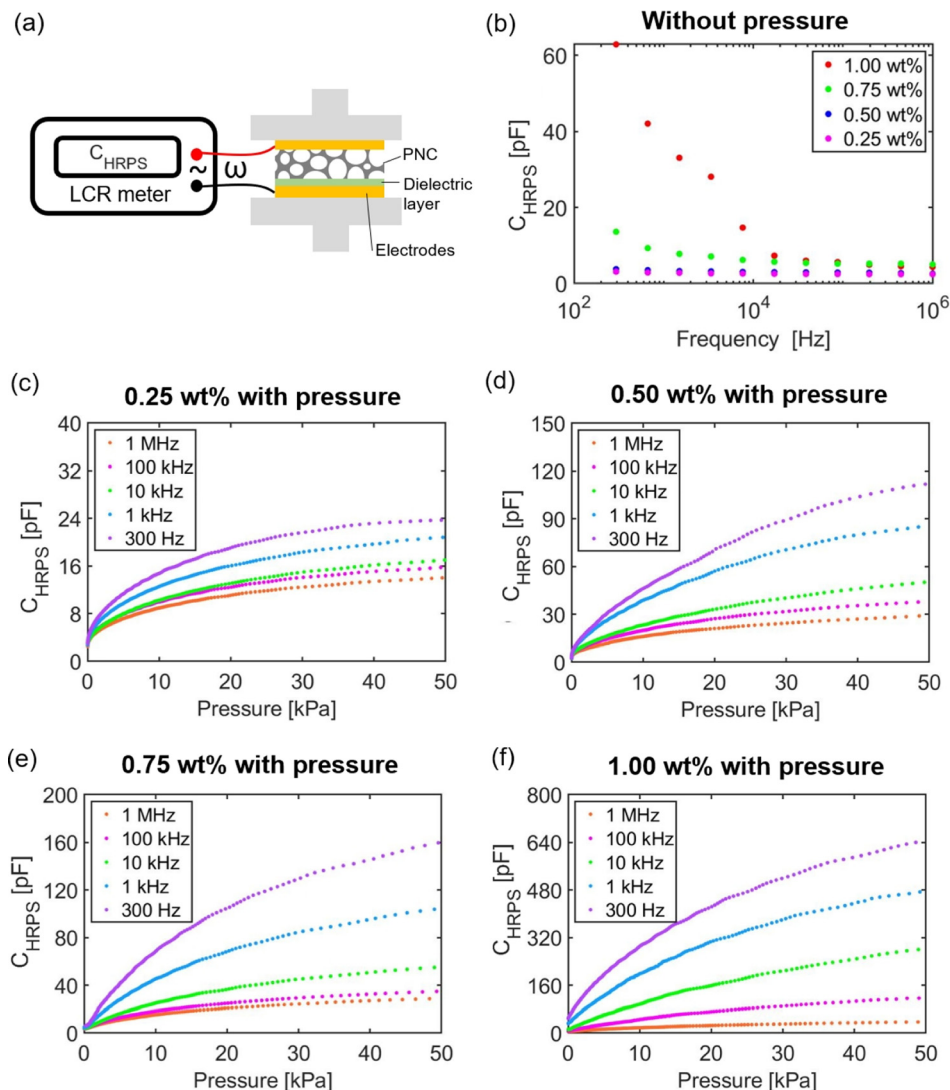 (a)
C_HRPS
LCR meter
~
ω
PNC
Dielectric
layer
Electrodes
(b)
Without pressure
C_HRPS [pF]
60
40
20
0
10^2
10^4
10^6
Frequency [Hz]
1.00 wt%
0.75 wt%
0.50 wt%
0.25 wt%
(c)
0.25 wt% with pressure
C_HRPS [pF]
40
32
24
16
8
0
0 10 20 30 40 50
Pressure [kPa]
1 MHz
100 kHz
10 kHz
1 kHz
300 Hz
(d)
0.50 wt% with pressure
C_HRPS [pF]
150
120
90
60
30
0
0 10 20 30 40 50
Pressure [kPa]
1 MHz
100 kHz
10 kHz
1 kHz
300 Hz
(e)
0.75 wt% with pressure
C_HRPS [pF]
200
160
120
80
40
0
0 10 20 30 40 50
Pressure [kPa]
1 MHz
100 kHz
10 kHz
1 kHz
300 Hz
(f)
1.00 wt% with pressure
C_HRPS [pF]
800
640
480
320
160
0
0 10 20 30 40 50
Pressure [kPa]
1 MHz
100 kHz
10 kHz
1 kHz
300 Hz